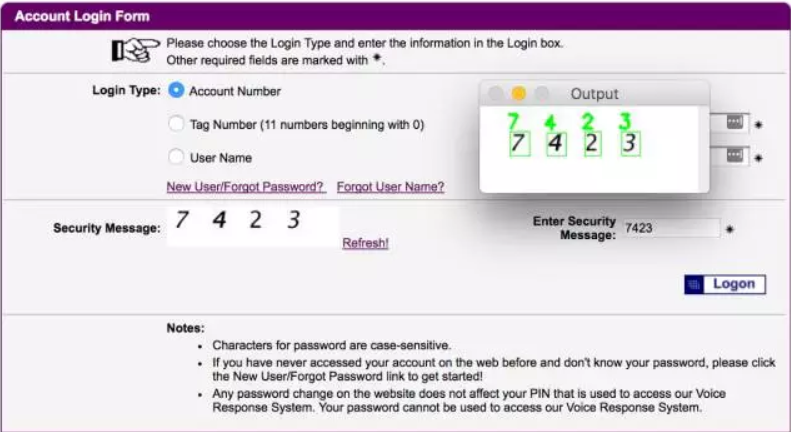 Account Login Form
Please choose the Login Type and enter the information in the Login box.
Other required fields are marked with *.
Login Type: Account Number
Tag Number (11 numbers beginning with 0)
User Name
New User/Forgot Password? Forgot User Name?
Output
7 4 2 3
7 4 2 3
Security Message: 7 4 2 3
Refresh!
Enter Security
Message: 7423 *
Logon
Notes:
• Characters for password are case-sensitive.
• If you have never accessed your account on the web before and don't know your password, please click
the New User/Forgot Password link to get started!
• Any password change on the website does not affect your PIN that is used to access our Voice
Response System. Your password cannot be used to access our Voice Response System.